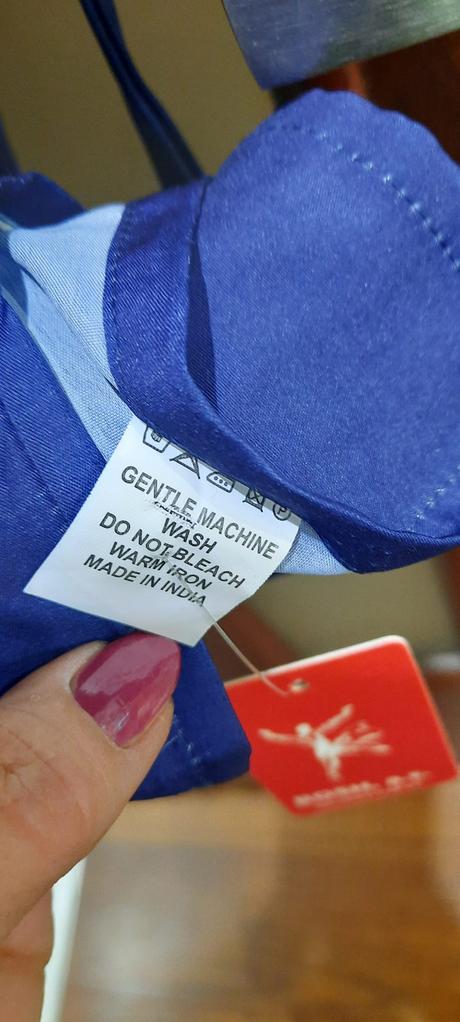 GENTLE MACHINE
WASH
DO NOT BLEACH
WARM IRON
MADE IN INDIA